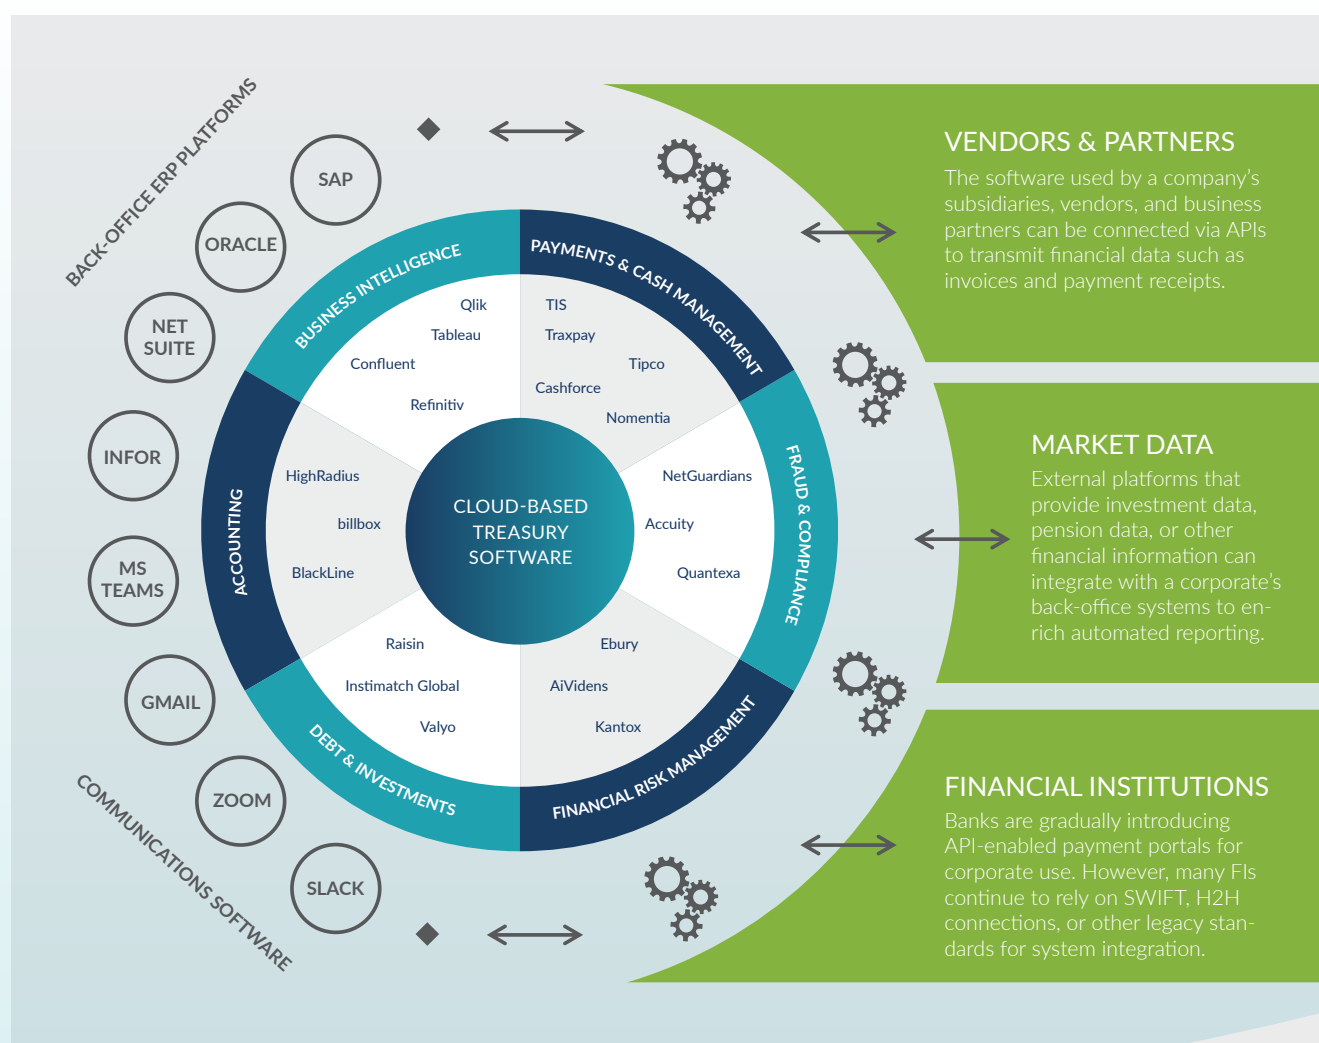 BACK-OFFICE ERP PLATFORMS
SAP
ORACLE
NET
SUITE
INFOR
MS
TEAMS
GMAIL
ZOOM
SLACK
COMMUNICATIONS SOFTWARE
BUSINESS INTELLIGENCE
Qlik
Tableau
Confluent
Refinitiv
PAYMENTS & CASH MANAGEMENT
TIS
Traxpay
Tipco
Cashforce
Nomentia
FRAUD & COMPLIANCE
NetGuardians
Accuity
Quantexa
FINANCIAL RISK MANAGEMENT
Ebury
AiVidens
Kantox
DEBT & INVESTMENTS
Raisin
Instimatch Global
Valyo
ACCOUNTING
HighRadius
billbox
BlackLine
CLOUD-BASED
TREASURY
SOFTWARE
VENDORS & PARTNERS
The software used by a company's
subsidiaries, vendors, and business
partners can be connected via APIs
to transmit financial data such as
invoices and payment receipts.
MARKET DATA
External platforms that
provide investment data,
pension data, or other
financial information can
integrate with a corporate's
back-office systems to en-
rich automated reporting.
FINANCIAL INSTITUTIONS
Banks are gradually introducing
API-enabled payment portals for
corporate use. However, many FIs
continue to rely on SWIFT, H2H
connections, or other legacy stan-
dards for system integration.